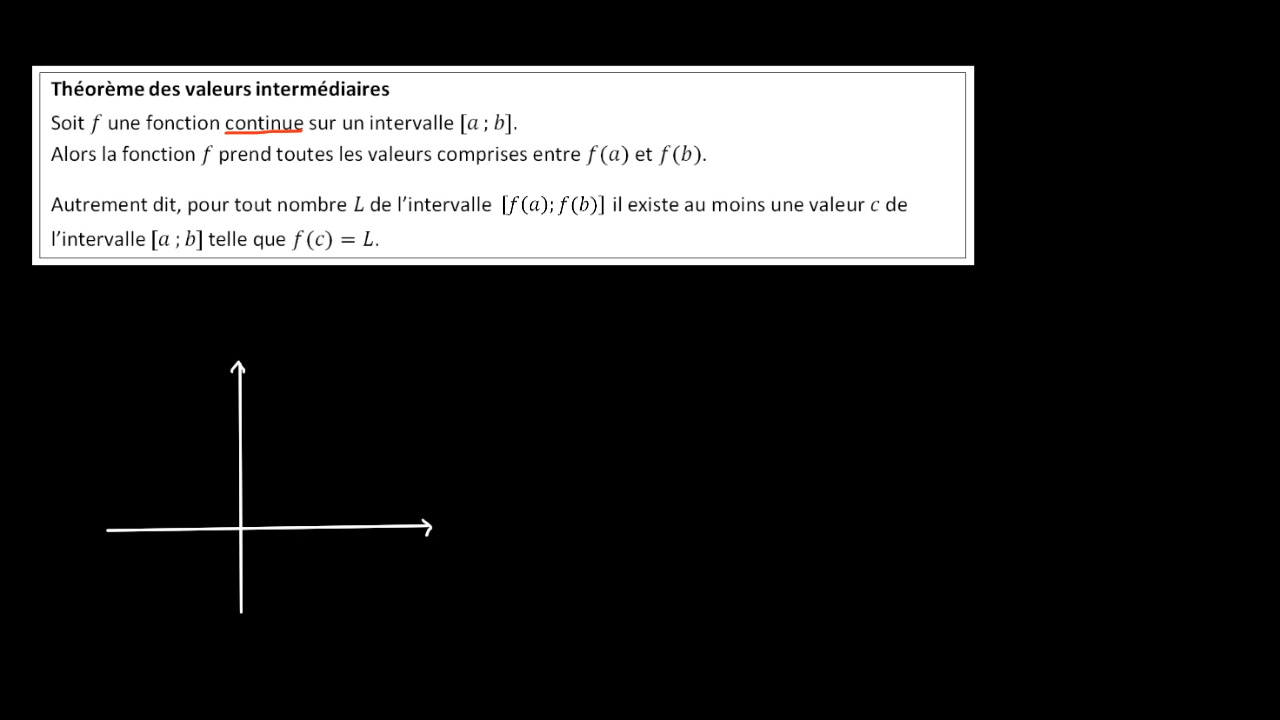 Théorème des valeurs intermédiaires
Soit f une fonction continue sur un intervalle [a ; b].
Alors la fonction f prend toutes les valeurs comprises entre f(a) et f(b).
Autrement dit, pour tout nombre L de l’intervalle [f(a); f(b)] il existe au moins une valeur c de
l’intervalle [a ; b] telle que f(c) = L.